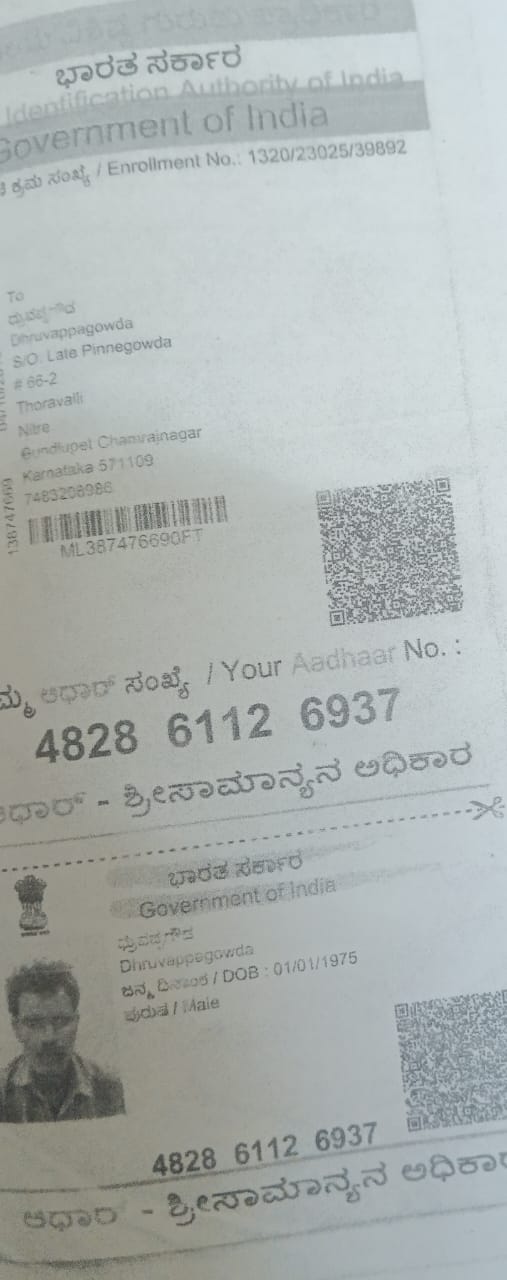 ಭಾರತ ಸರ್ಕಾರ
Identification Authority of India
Government of India
ಕ್ರಮ ಸಂಖ್ಯೆ / Enrollment No.: 1320/23025/39892
To
Dhruvappagowda
S/O: Late Pinnegowda
# 66-2
Thoravalli
Nitre
Gundlupet Chamrajnagar
Karnataka 571109
7483208986
ML387476690FT
ಆಧಾರ್ ಸಂಖ್ಯೆ / Your Aadhaar No. :
4828 6112 6937
ಆಧಾರ್ - ಶ್ರೀಸಾಮಾನ್ಯನ ಅಧಿಕಾರ
ಭಾರತ ಸರ್ಕಾರ
Government of India
Dhruvappagowda
ಜನ್ಮ ದಿನಾಂಕ / DOB : 01/01/1975
ಪುರುಷ / Male
4828 6112 6937
ಆಧಾರ್ - ಶ್ರೀಸಾಮಾನ್ಯನ ಅಧಿಕಾರ